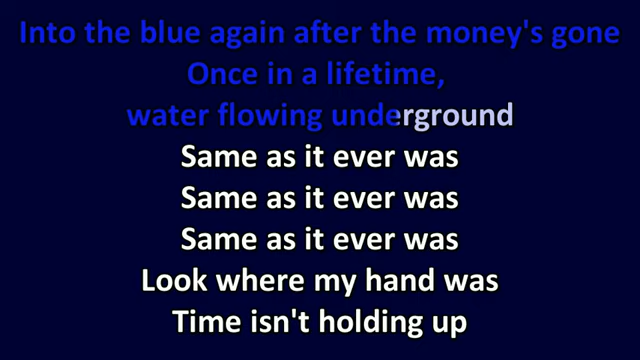 Into the blue again after the money's gone
Once in a lifetime,
water flowing underground
Same as it ever was
Same as it ever was
Same as it ever was
Look where my hand was
Time isn't holding up